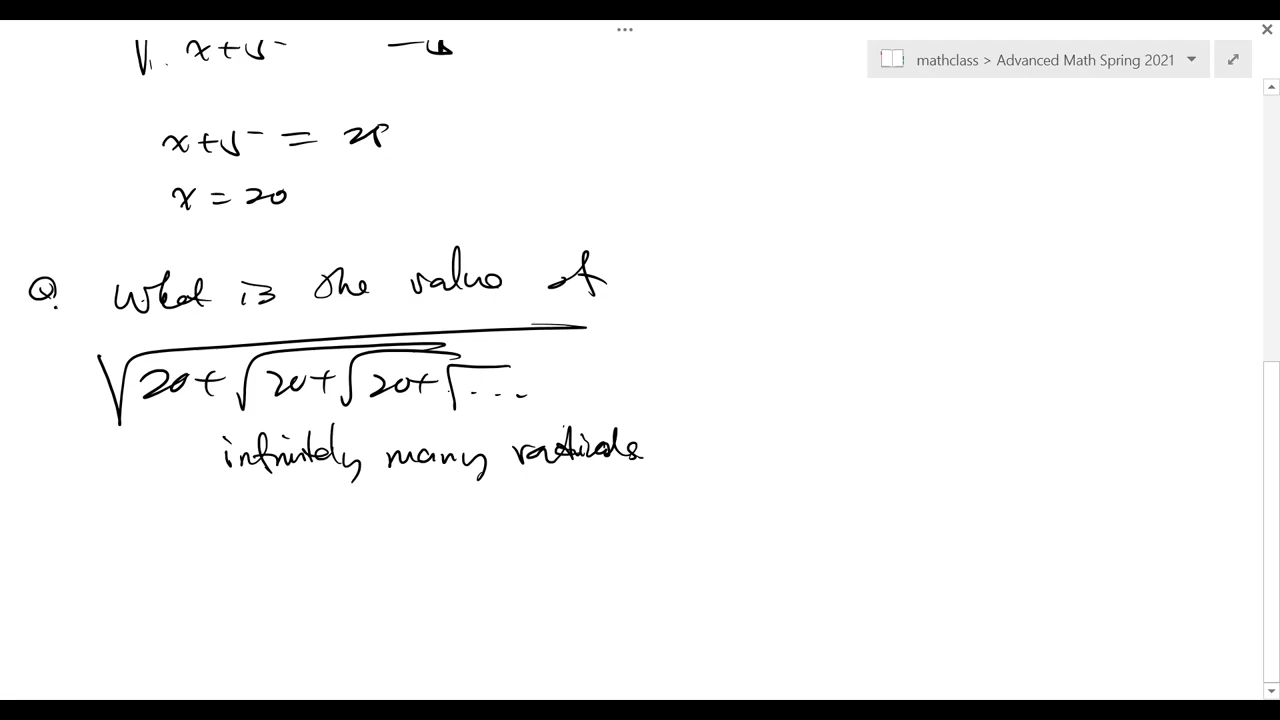 mathclass > Advanced Math Spring 2021
x+5
x+5 = 25
x = 20
Q. What is the value of
√20+√20+√20+√...
infinitely many radicals